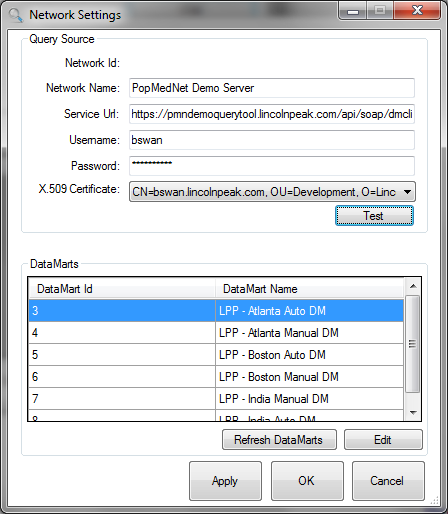 Network Settings
Query Source
Network Id:
Network Name: PopMedNet Demo Server
Service Url: https://pmndemoquerytool.lincolnpeak.com/api/soap/dmcli
Username: bswan
Password: **********
X.509 Certificate: CN=bswan.lincolnpeak.com, OU=Development, O=Linc
Test
DataMarts
DataMart Id DataMart Name
3 LPP - Atlanta Auto DM
4 LPP - Atlanta Manual DM
5 LPP - Boston Auto DM
6 LPP - Boston Manual DM
7 LPP - India Manual DM
8 LPP - India Auto DM
Refresh DataMarts Edit
Apply OK Cancel